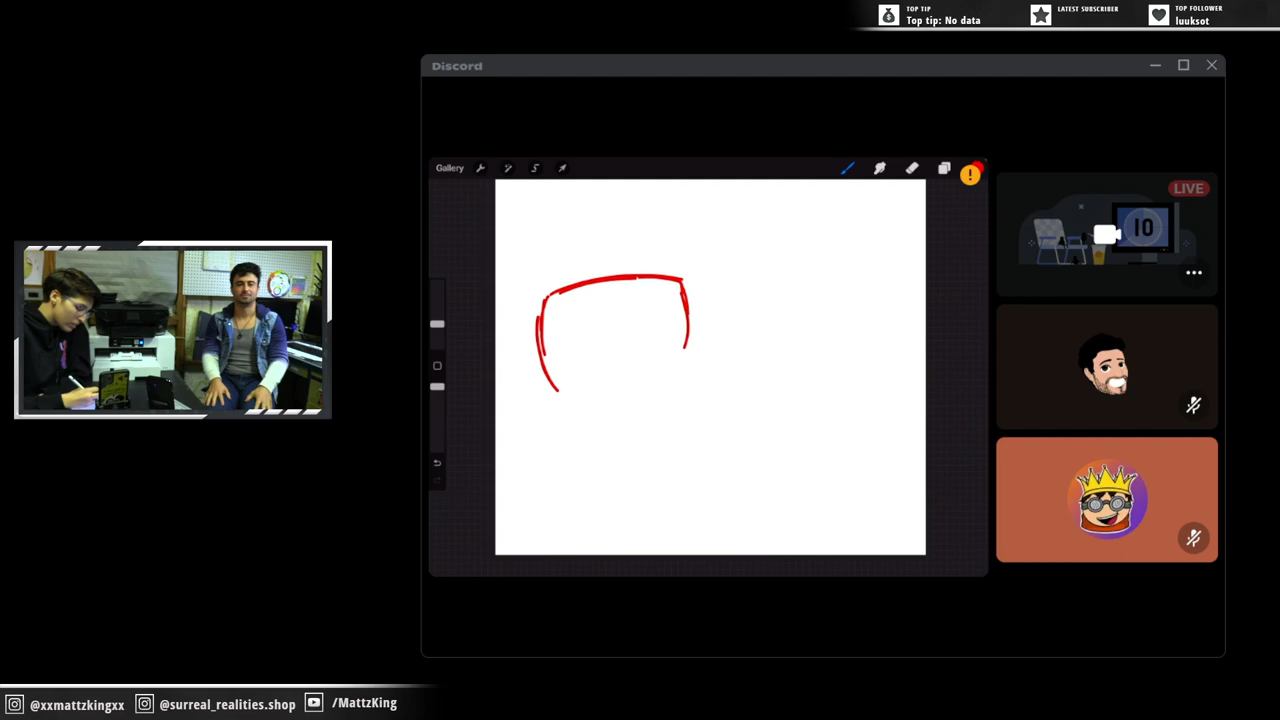 TOP TIP
Top tip: No data
LATEST SUBSCRIBER
TOP FOLLOWER
luuksot
Discord
Gallery
LIVE
10
@xxmattzkingxx
@surreal_realities.shop
/MattzKing